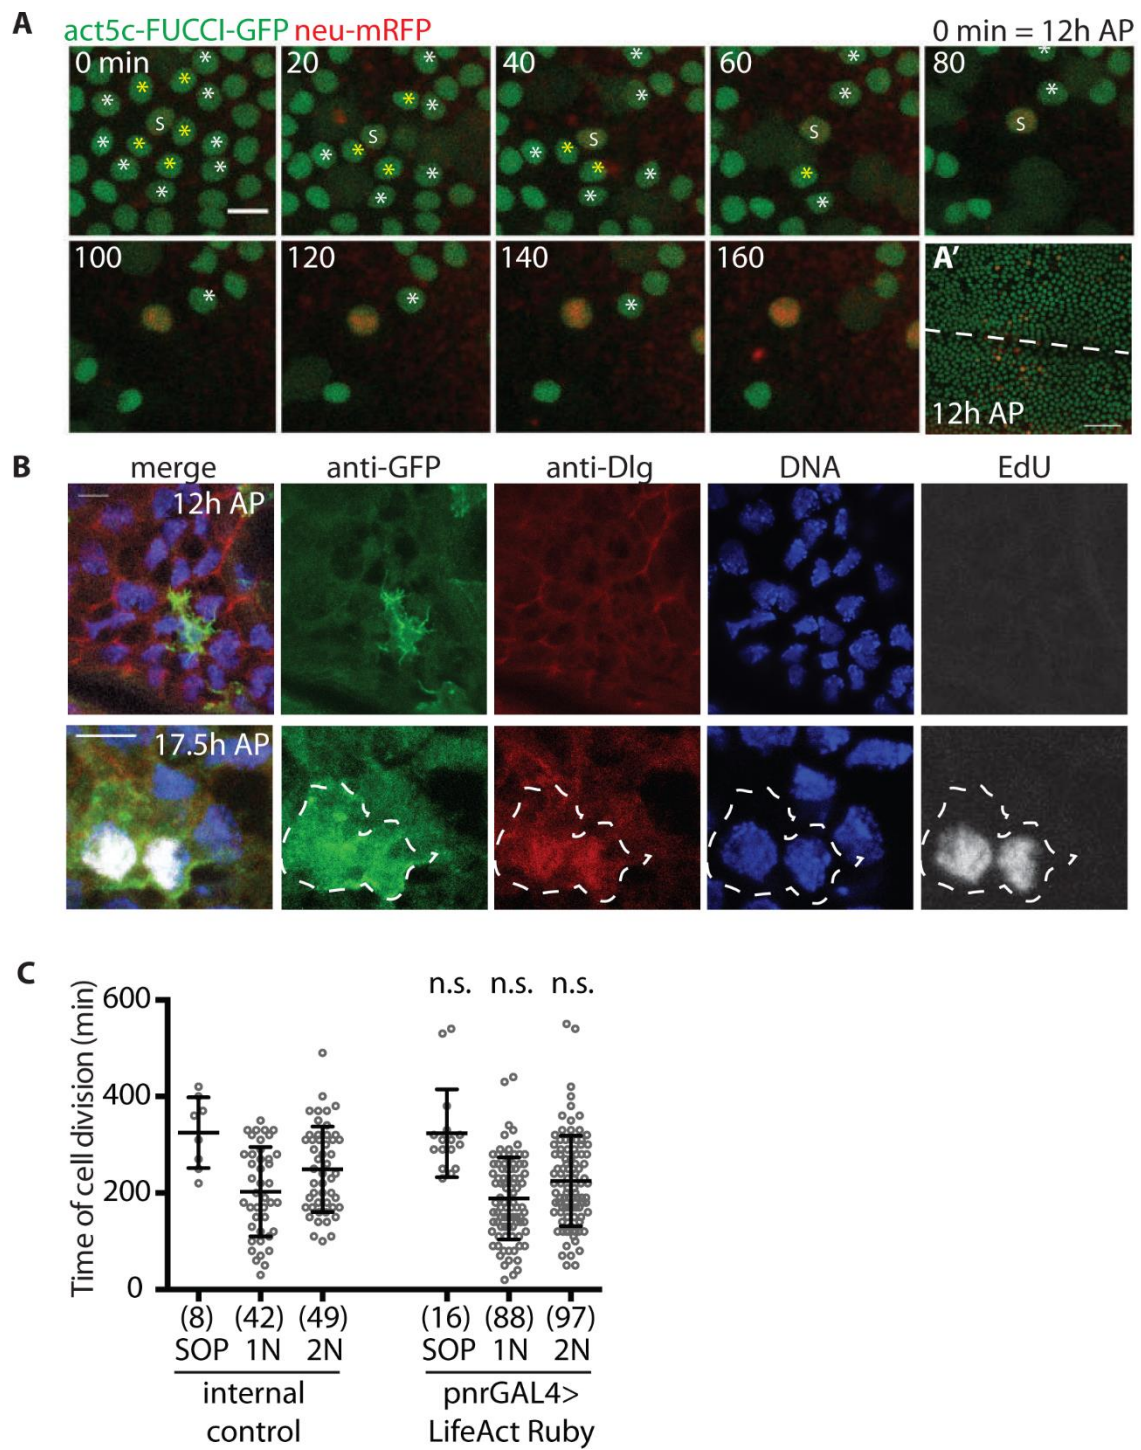 A
act5c-FUCCI-GFP neu-mRFP 0 min = 12h AP
0 min 20 40 60 80
* * * * * * * * * * * * S
* * * * * * * S
* * * * * * S
* * * S
* * S
100 120 140 160 A'
* * *
12h AP
B
merge anti-GFP anti-Dlg DNA EdU
12h AP
17.5h AP
C
n.s. n.s. n.s.
Time of cell division (min)
600
400
200
0
(8) (42) (49) (16) (88) (97)
SOP 1N 2N SOP 1N 2N
internal control
pnrGAL4> LifeAct Ruby